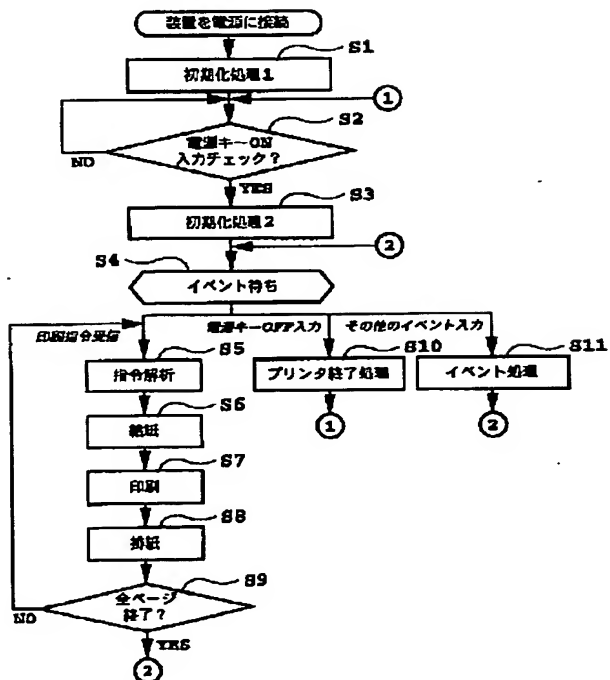 装置を電源に接続
S1
初期化処理1
①
S2
電源キーON
入力チェック?
NO
YES
S3
初期化処理2
②
S4
イベント待ち
印刷指令受信
電源キーOFF入力
その他のイベント入力
S5
指令解析
S10
プリンタ終了処理
①
S11
イベント処理
②
S6
給紙
S7
印刷
S8
排紙
S9
全ページ
終了?
NO
YES
②